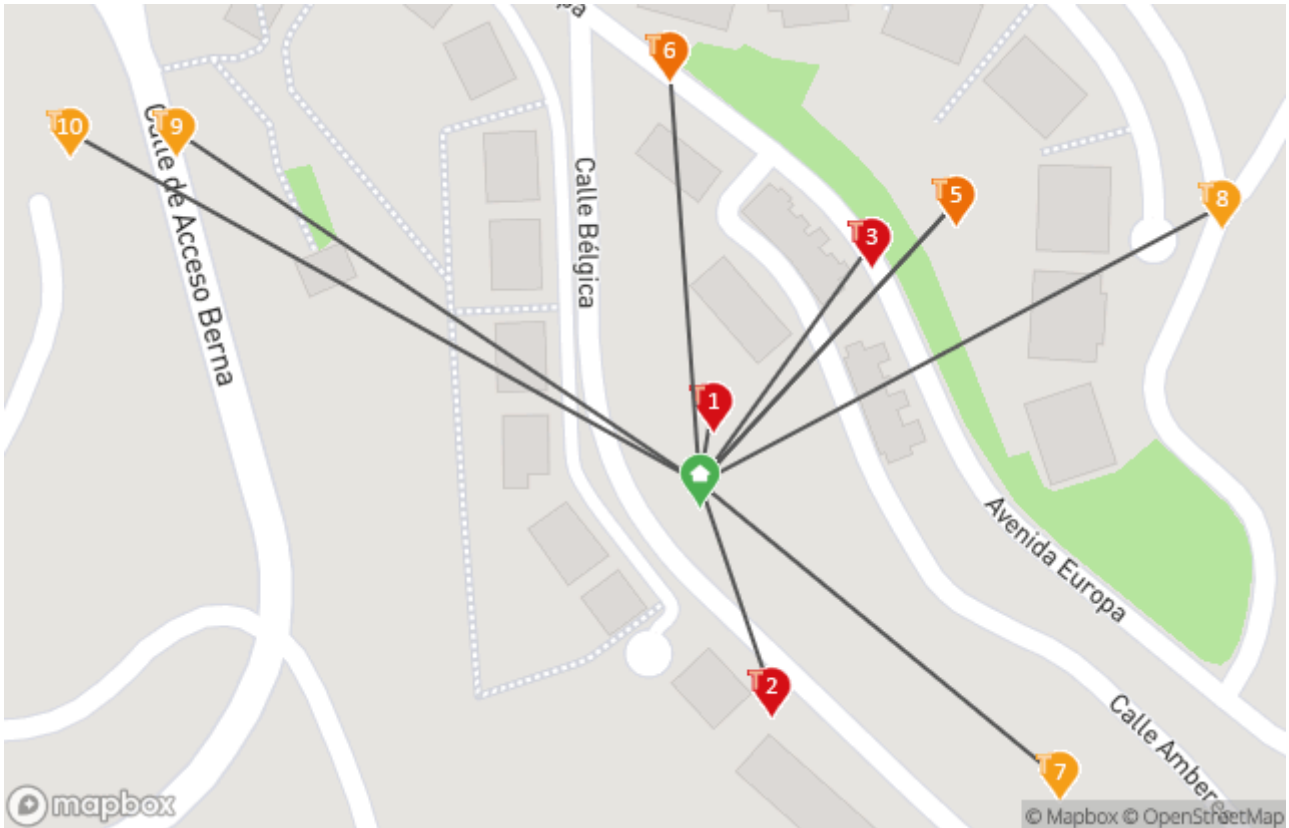 pa
T 6
T 10
T 9
Calle de Acceso Berna
Calle Bélgica
T 5
T 8
T 3
T 1
Avenida Europa
T 2
Calle Ambere
T 7
mapbox
© Mapbox © OpenStreetMap